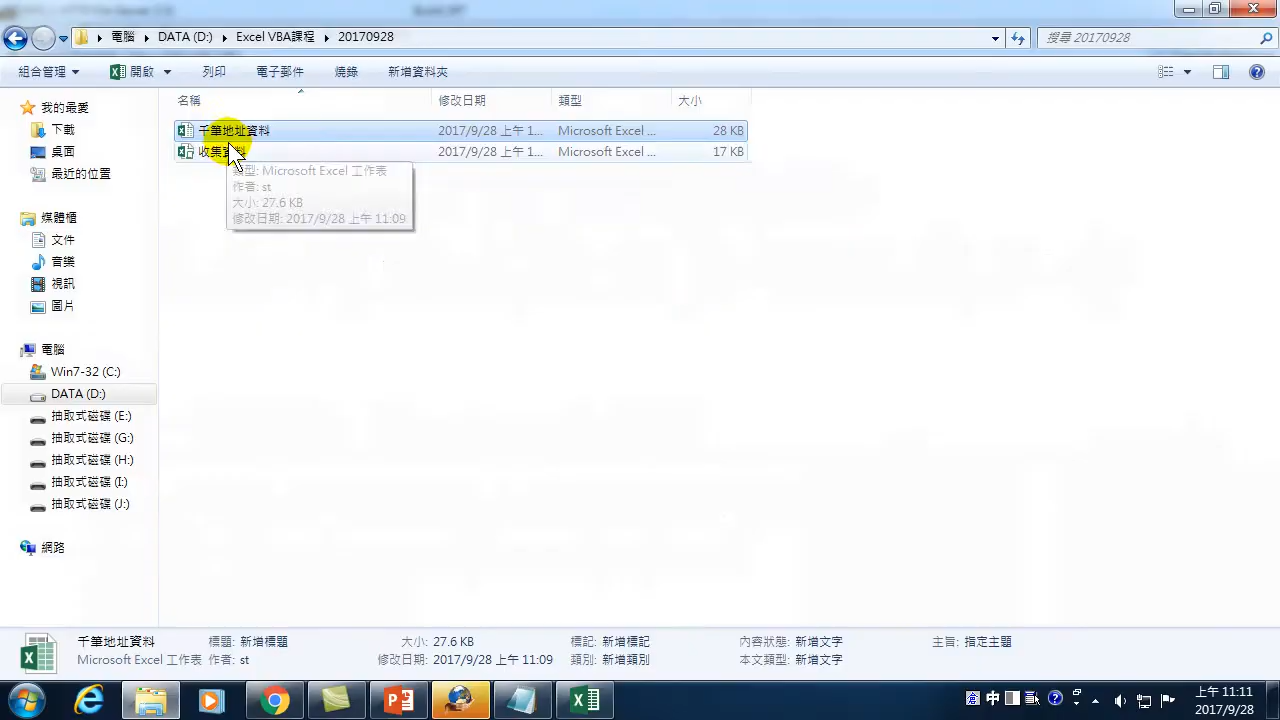 電腦 DATA (D:) Excel VBA課程 20170928 搜尋 20170928
組合管理 開啟 列印 電子郵件 燒錄 新增資料夾
名稱 修改日期 類型 大小
千筆地址資料 2017/9/28 上午 1... Microsoft Excel ... 28 KB
收集資料 2017/9/28 上午 1... Microsoft Excel ... 17 KB
類型: Microsoft Excel 工作表
作者: st
大小: 27.6 KB
修改日期: 2017/9/28 上午 11:09
我的最愛
下載
桌面
最近的位置
媒體櫃
文件
音樂
視訊
圖片
電腦
Win7-32 (C:)
DATA (D:)
抽取式磁碟 (E:)
抽取式磁碟 (G:)
抽取式磁碟 (H:)
抽取式磁碟 (I:)
抽取式磁碟 (J:)
網路
千筆地址資料 標題: 新增標題 大小: 27.6 KB 標記: 新增標記 內容狀態: 新增文字 主旨: 指定主題
Microsoft Excel 工作表 作者: st 修改日期: 2017/9/28 上午 11:09 類別: 新增類別 本文類型: 新增文字
中
上午 11:11
2017/9/28